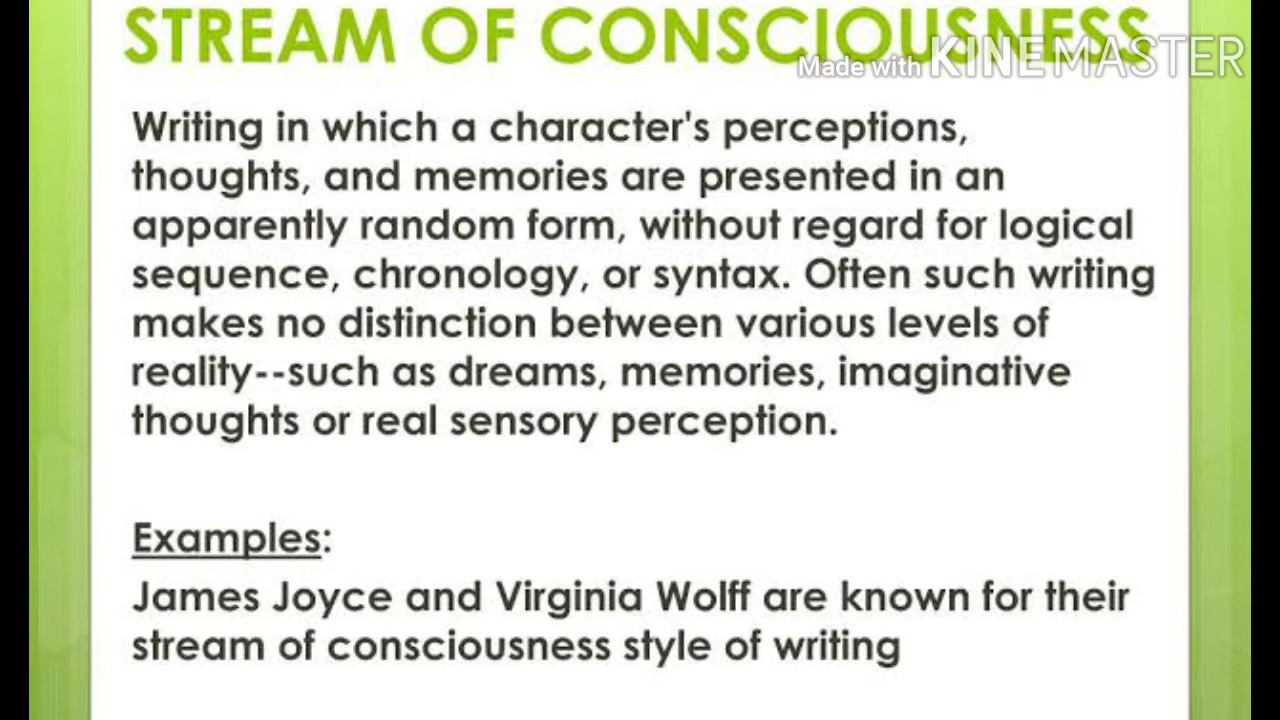 STREAM OF CONSCIOUSNESS
Made with KINEMASTER
Writing in which a character's perceptions,
thoughts, and memories are presented in an
apparently random form, without regard for logical
sequence, chronology, or syntax. Often such writing
makes no distinction between various levels of
reality--such as dreams, memories, imaginative
thoughts or real sensory perception.
Examples:
James Joyce and Virginia Wolff are known for their
stream of consciousness style of writing